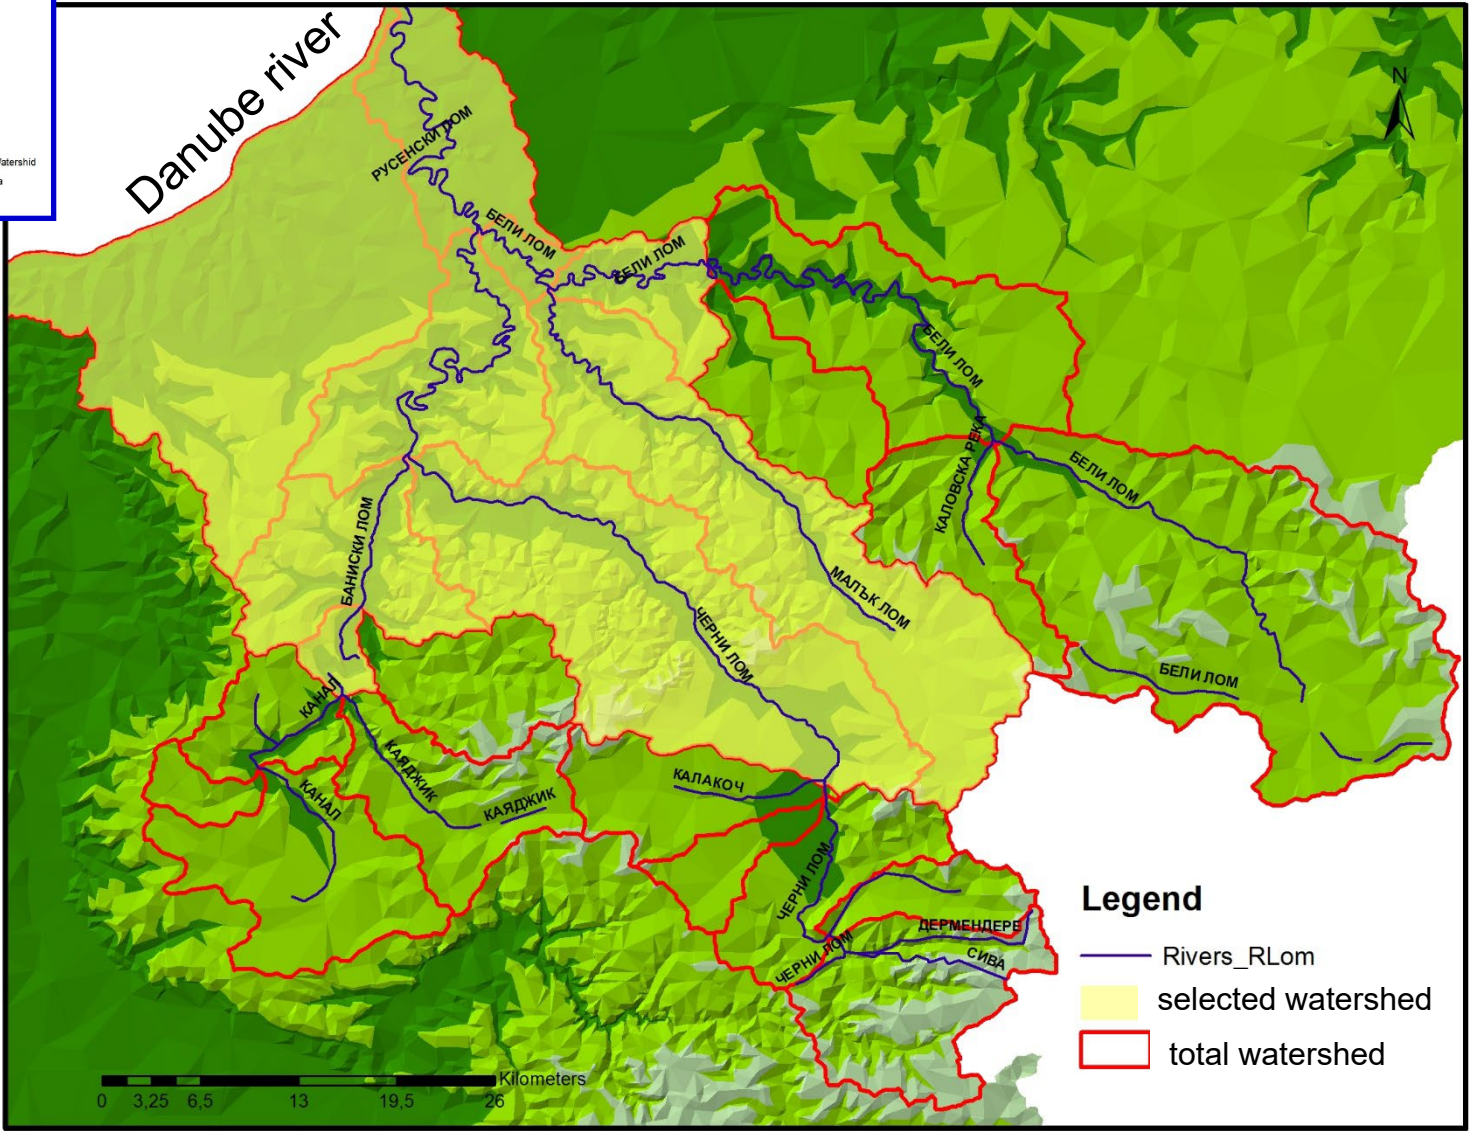 Danube river
N
Watershid
РУСЕНСКИ ЛОМ
БЕЛИ ЛОМ
БЕЛИ ЛОМ
БЕЛИ ЛОМ
КАЛОВСКА РЕКА
БЕЛИ ЛОМ
БАНИСКИ ЛОМ
МАЛЪК ЛОМ
ЧЕРНИ ЛОМ
БЕЛИ ЛОМ
КАНАЛ
КАЯДЖИК
КАНАЛ
КАЯДЖИК
КАЛАКОЧ
ЧЕРНИ ЛОМ
ДЕРМЕНДЕРЕ
ЧЕРНИ ЛОМ
СИВА
Legend
Rivers_RLom
selected watershed
total watershed
Kilometers
0 3,25 6,5 13 19,5 26